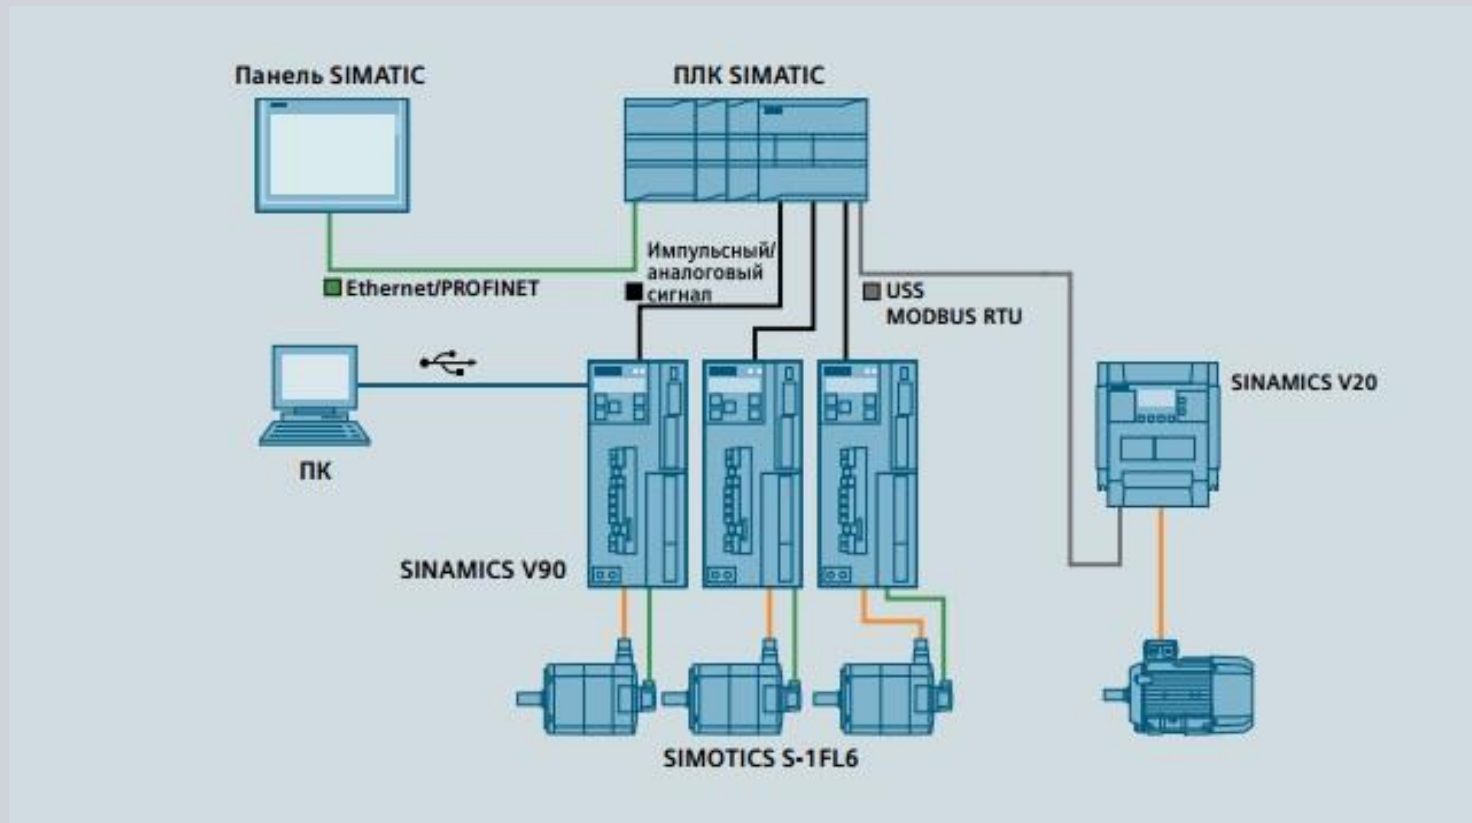 Панель SIMATIC
ПЛК SIMATIC
Импульсный/
аналоговый
сигнал
Ethernet/PROFINET
USS
MODBUS RTU
SINAMICS V20
ПК
SINAMICS V90
SIMOTICS S-1FL6